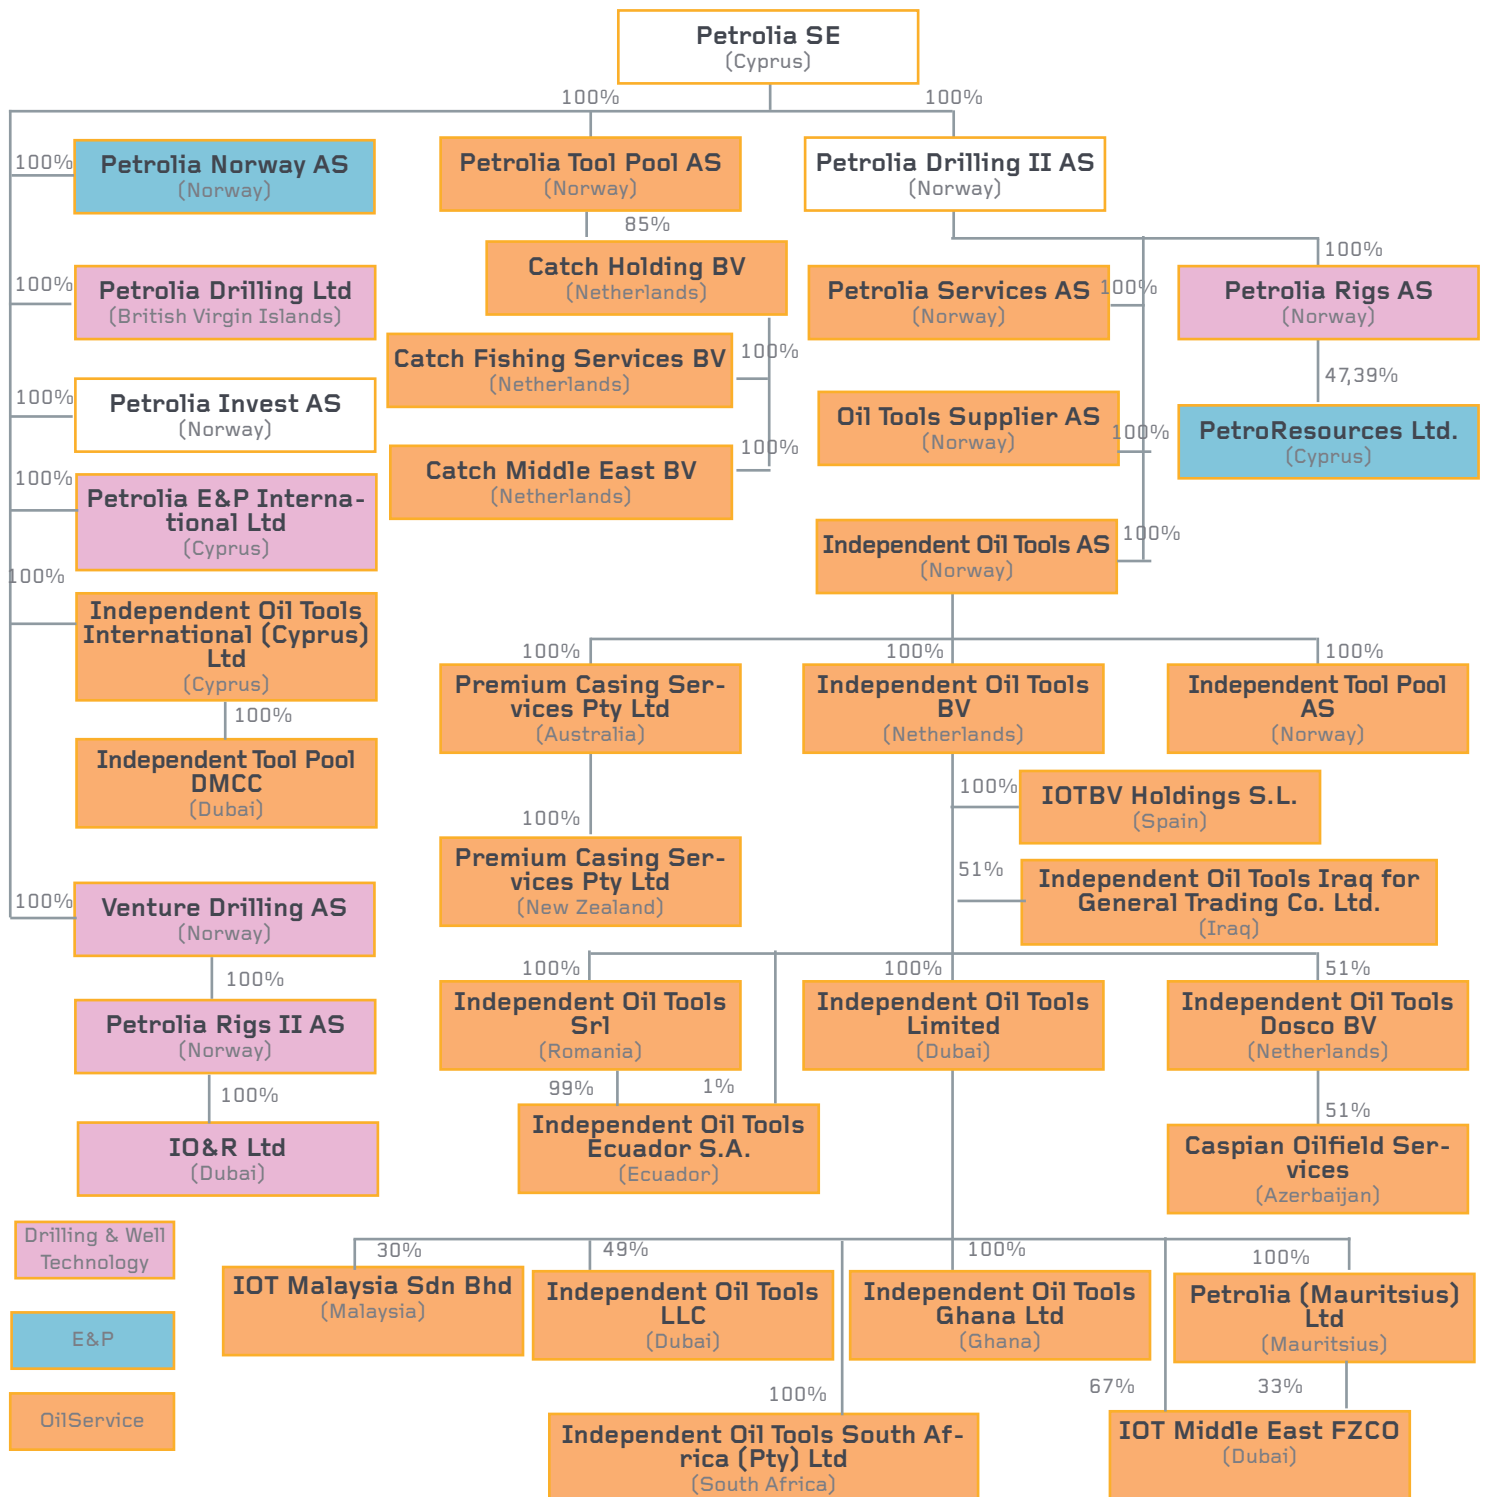 Petrolia SE
(Cyprus)
100%
100%
100%
Petrolia Norway AS
(Norway)
Petrolia Tool Pool AS
(Norway)
Petrolia Drilling II AS
(Norway)
85%
100%
Petrolia Drilling Ltd
(British Virgin Islands)
Catch Holding BV
(Netherlands)
Petrolia Services AS
(Norway)
100%
100%
Petrolia Rigs AS
(Norway)
Catch Fishing Services BV
(Netherlands)
100%
47,39%
100%
Petrolia Invest AS
(Norway)
Oil Tools Supplier AS
(Norway)
100%
PetroResources Ltd.
(Cyprus)
Catch Middle East BV
(Netherlands)
100%
100%
Petrolia E&P Interna-
tional Ltd
(Cyprus)
Independent Oil Tools AS
(Norway)
100%
100%
Independent Oil Tools
International (Cyprus)
Ltd
(Cyprus)
100%
Independent Tool Pool
DMCC
(Dubai)
100%
Premium Casing Ser-
vices Pty Ltd
(Australia)
100%
Independent Oil Tools
BV
(Netherlands)
100%
Independent Tool Pool
AS
(Norway)
100%
IOTBV Holdings S.L.
(Spain)
100%
Premium Casing Ser-
vices Pty Ltd
(New Zealand)
51%
Independent Oil Tools Iraq for
General Trading Co. Ltd.
(Iraq)
100%
Venture Drilling AS
(Norway)
100%
Petrolia Rigs II AS
(Norway)
100%
IO&R Ltd
(Dubai)
100%
Independent Oil Tools
Srl
(Romania)
100%
Independent Oil Tools
Limited
(Dubai)
51%
Independent Oil Tools
Dosco BV
(Netherlands)
99%
1%
Independent Oil Tools
Ecuador S.A.
(Ecuador)
51%
Caspian Oilfield Ser-
vices
(Azerbaijan)
Drilling & Well
Technology
E&P
OilService
30%
IOT Malaysia Sdn Bhd
(Malaysia)
49%
Independent Oil Tools
LLC
(Dubai)
100%
Independent Oil Tools
Ghana Ltd
(Ghana)
100%
Petrolia (Mauritsius)
Ltd
(Mauritsius)
100%
Independent Oil Tools South Af-
rica (Pty) Ltd
(South Africa)
67%
33%
IOT Middle East FZCO
(Dubai)